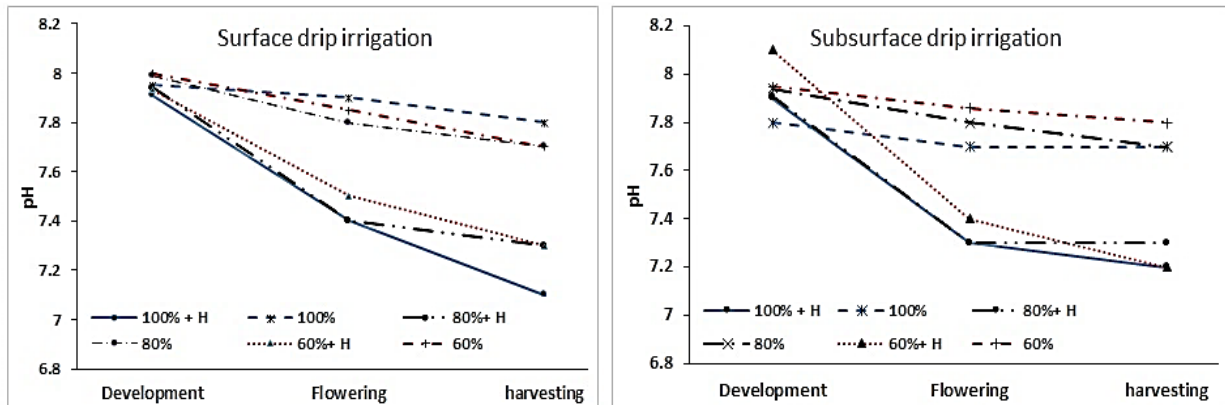 Surface drip irrigation
pH
8.2
8
7.8
7.6
7.4
7.2
7
6.8
100% + H
100%
80%+ H
80%
60%+ H
60%
Development
Flowering
harvesting
Subsurface drip irrigation
pH
8.2
8
7.8
7.6
7.4
7.2
7
6.8
100% + H
100%
80%+ H
80%
60%+ H
60%
Development
Flowering
harvesting